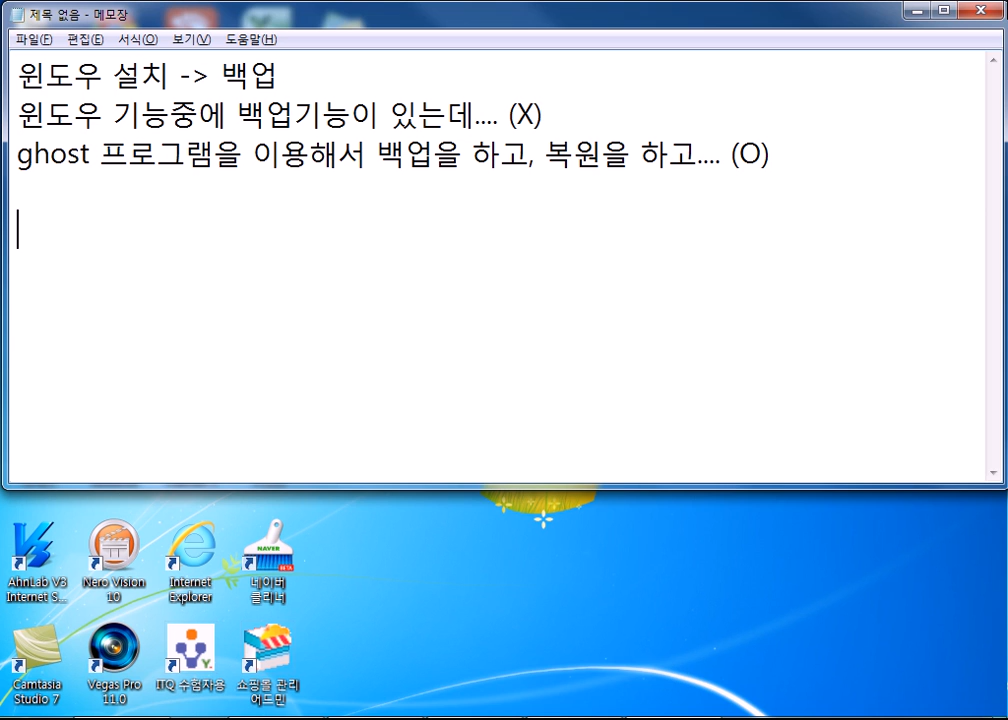 제목 없음 - 메모장
파일(F) 편집(E) 서식(O) 보기(V) 도움말(H)
윈도우 설치 -> 백업
윈도우 기능중에 백업기능이 있는데.... (X)
ghost 프로그램을 이용해서 백업을 하고, 복원을 하고.... (O)
AhnLab V3 Internet S...
Nero Vision 10
Internet Explorer
NAVER
BETA
네이버 클리너
Camtasia Studio 7
Vegas Pro 11.0
ITQ 수험자용
쇼핑몰 관리 어드민